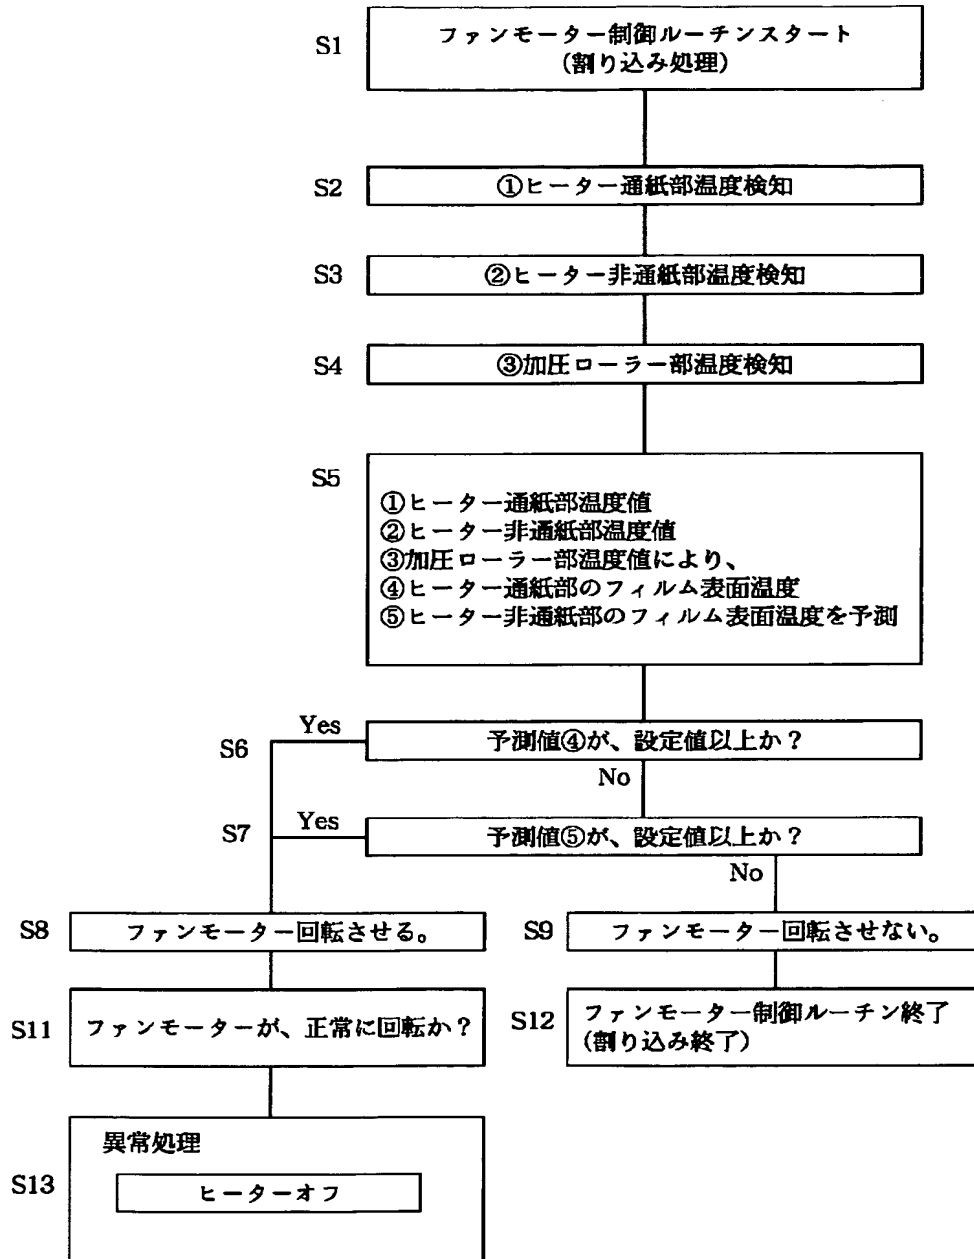 S1
ファンモーター制御ルーチンスタート
(割り込み処理)
S2
①ヒーター通紙部温度検知
S3
②ヒーター非通紙部温度検知
S4
③加圧ローラー部温度検知
S5
①ヒーター通紙部温度値
②ヒーター非通紙部温度値
③加圧ローラー部温度値により、
④ヒーター通紙部のフィルム表面温度
⑤ヒーター非通紙部のフィルム表面温度を予測
S6
Yes
予測値④が、設定値以上か？
No
S7
Yes
予測値⑤が、設定値以上か？
No
S8
ファンモーター回転させる。
S9
ファンモーター回転させない。
S11
ファンモーターが、正常に回転か？
S12
ファンモーター制御ルーチン終了
(割り込み終了)
S13
異常処理
ヒーターオフ